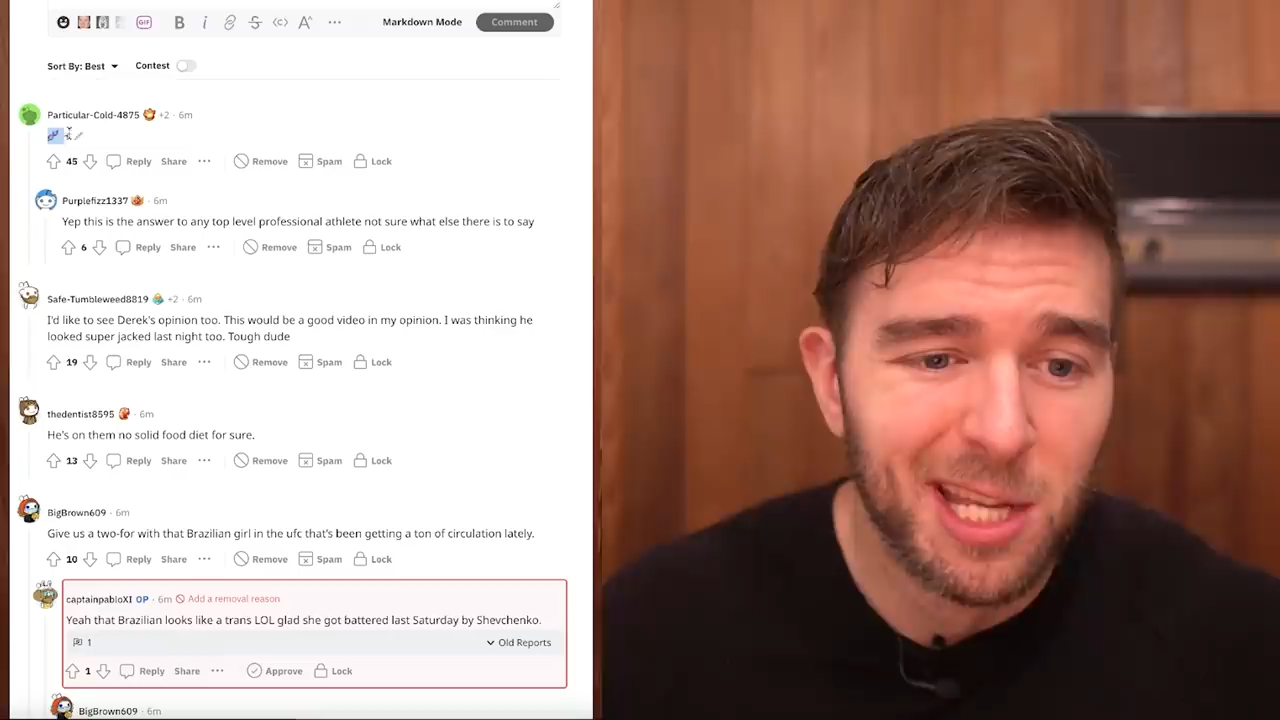 GIF B i Markdown Mode Comment
Sort By: Best Contest
Particular-Cold-4875 +2 · 6m
45 Reply Share ··· Remove Spam Lock
Purplefizz1337 · 6m
Yep this is the answer to any top level professional athlete not sure what else there is to say
6 Reply Share ··· Remove Spam Lock
Safe-Tumbleweed8819 +2 · 6m
I'd like to see Derek's opinion too. This would be a good video in my opinion. I was thinking he
looked super jacked last night too. Tough dude
19 Reply Share ··· Remove Spam Lock
thedentist8595 · 6m
He's on them no solid food diet for sure.
13 Reply Share ··· Remove Spam Lock
BigBrown609 · 6m
Give us a two-for with that Brazilian girl in the ufc that's been getting a ton of circulation lately.
10 Reply Share ··· Remove Spam Lock
captainpabloXI OP · 6m Add a removal reason
Yeah that Brazilian looks like a trans LOL glad she got battered last Saturday by Shevchenko.
1 Old Reports
1 Reply Share ··· Approve Lock
BigBrown609 · 6m